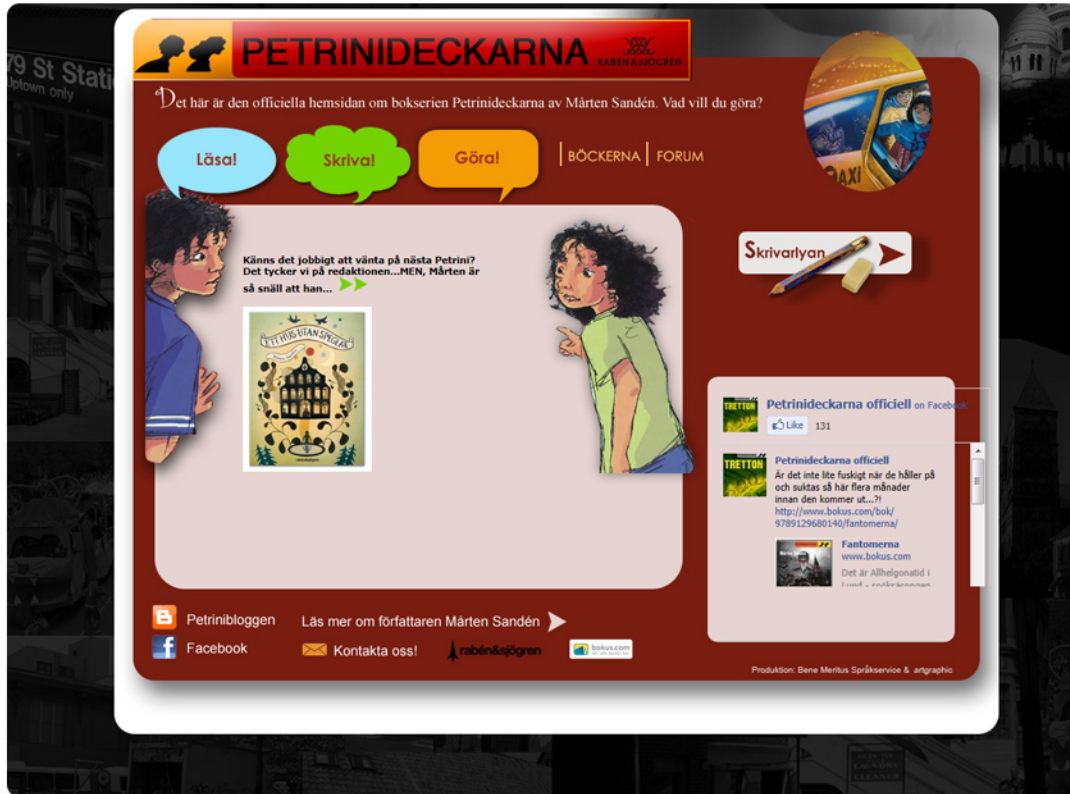 79 St Stati
Uptown only
PETRINIDECKARNA
RABÉN&SJÖGREN
Det här är den officiella hemsidan om bokserien Petrinideckarna av Mårten Sandén. Vad vill du göra?
Läsa!
Skriva!
Göra!
BÖCKERNA
FORUM
AXI
Känns det jobbigt att vänta på nästa Petrini?
Det tycker vi på redaktionen...MEN, Mårten är
så snäll att han...
ETT HUS UTAN SPEGLAR
Skrivarlyan
TRETTON
Petrinideckarna officiell on Facebook
Like 131
TRETTON
Petrinideckarna officiell
Är det inte lite fuskigt när de håller på
och suktas så här flera månader
innan den kommer ut...?!
http://www.bokus.com/bok/
9789129680140/fantomerna/
Fantomerna
www.bokus.com
Det är Allhelgonatid i
Lund - spöksäsongen
Petribloggen
Läs mer om författaren Mårten Sandén
Facebook
Kontakta oss!
rabén&sjögren
bokus.com
Produktion: Bene Meritus Språkservice & artgraphic